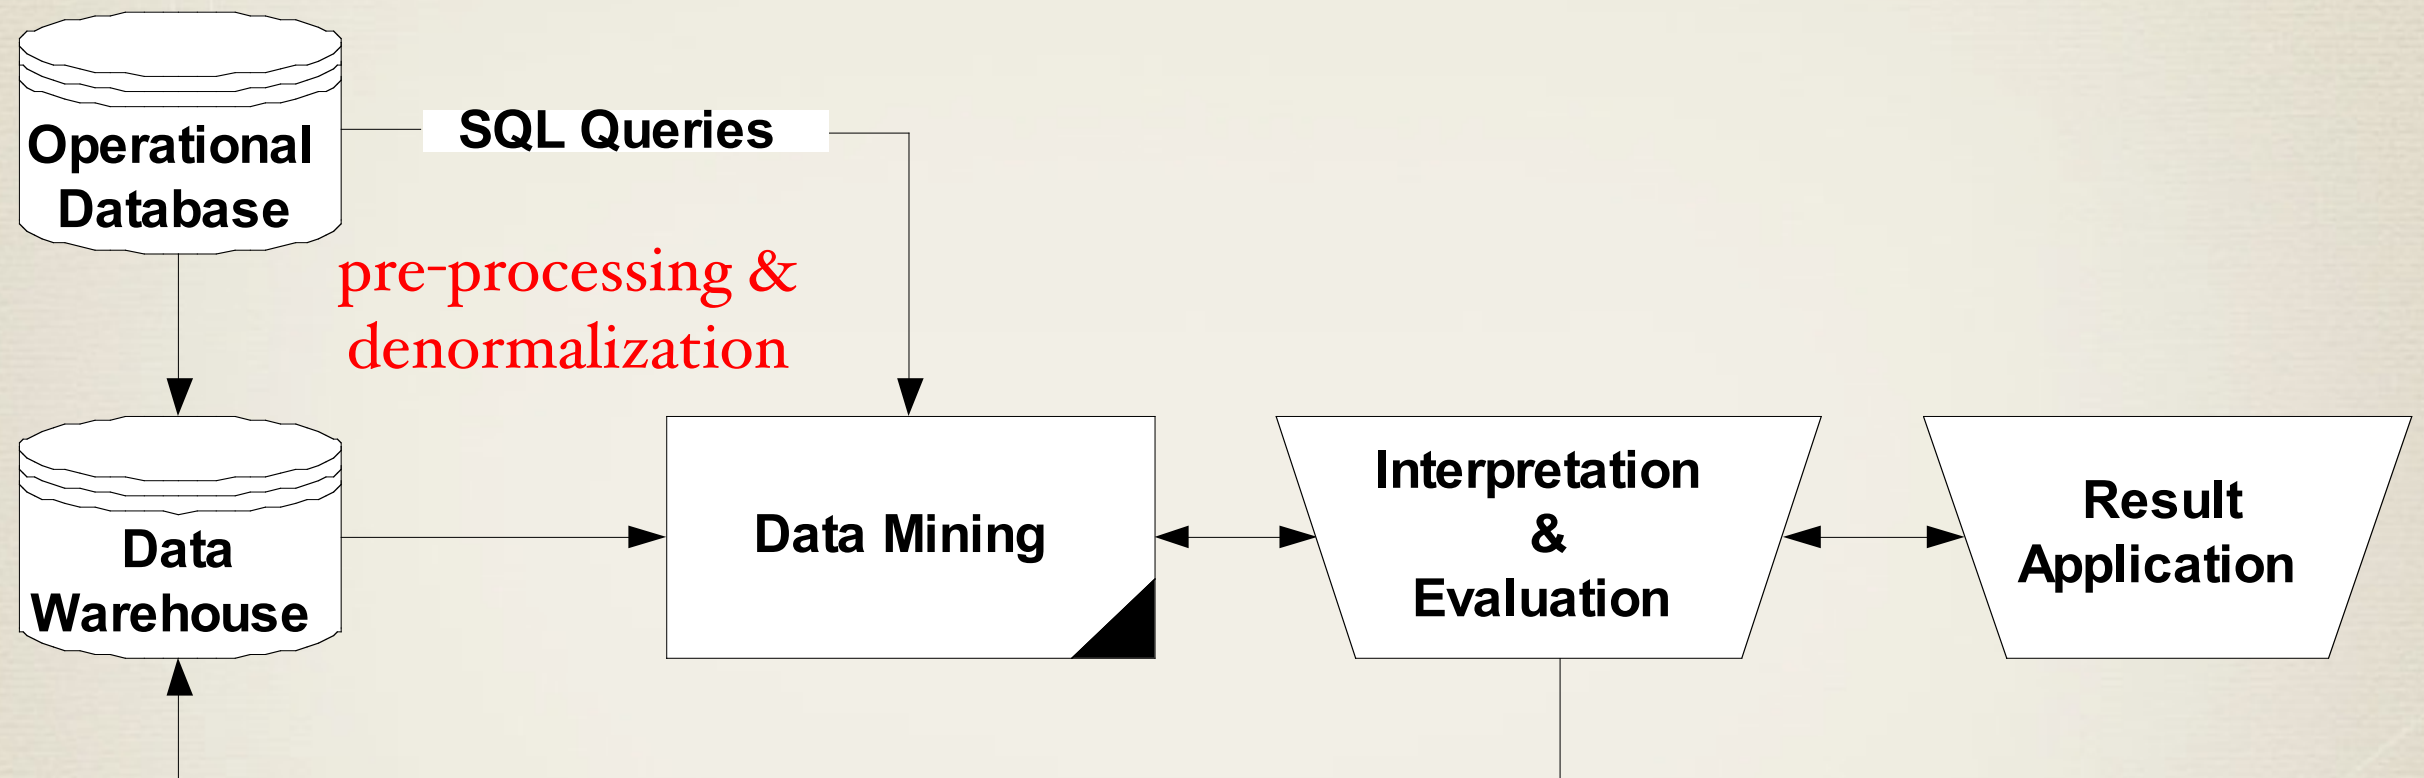 Operational
Database
SQL Queries
pre-processing &
denormalization
Data
Warehouse
Data Mining
Interpretation
&
Evaluation
Result
Application